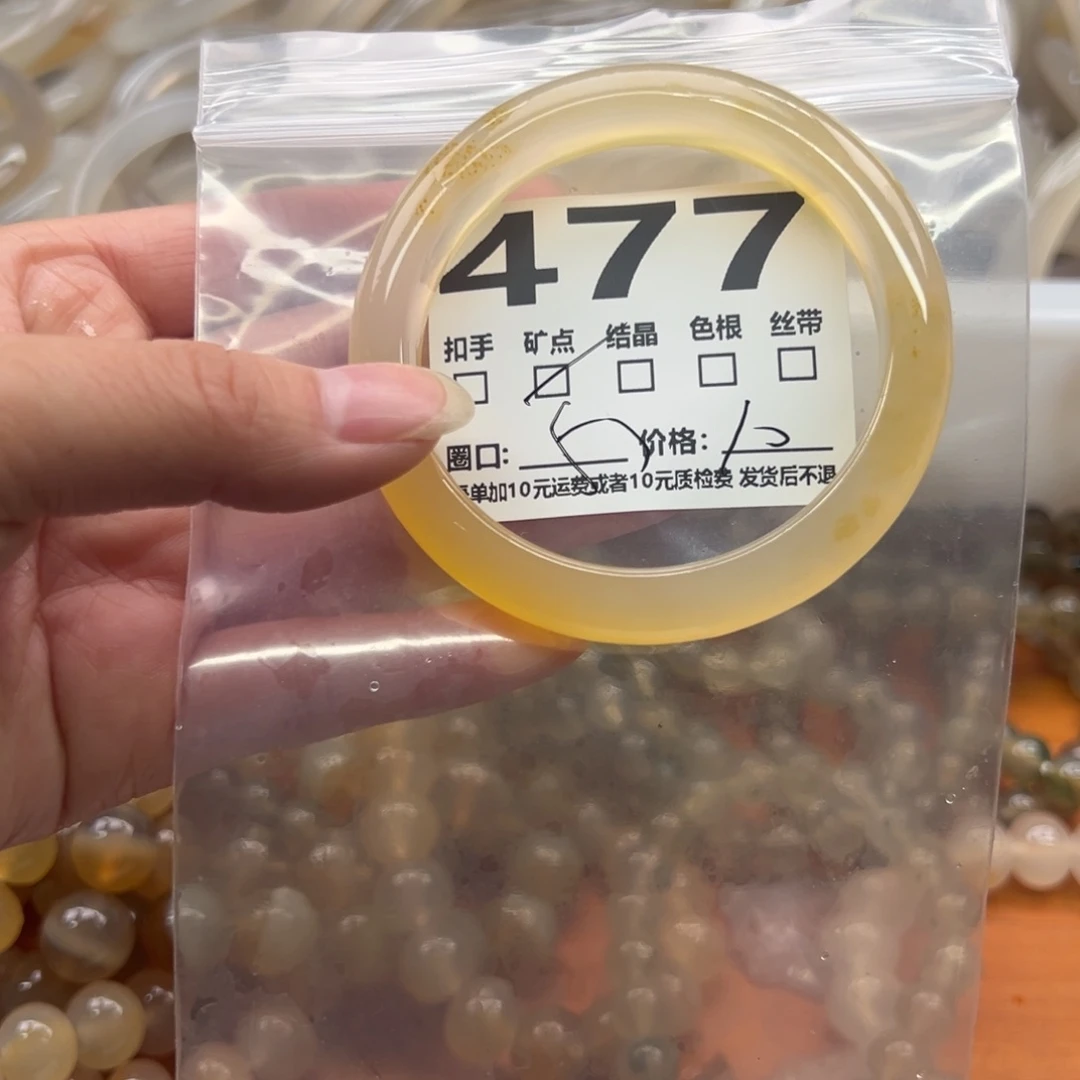 477
扣手 矿点 结晶 色根 丝带
圈口: 价格:
单加10元运费或者10元质检费 发货后不退